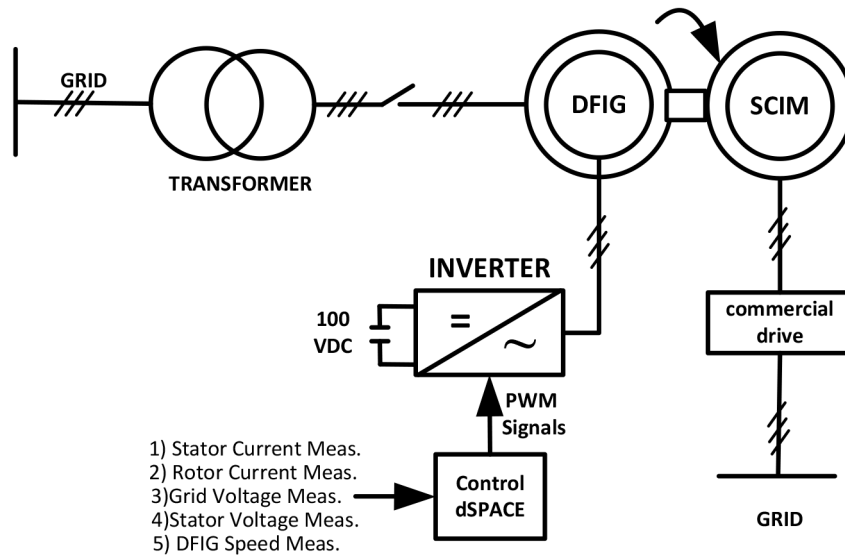 GRID
TRANSFORMER
DFIG
SCIM
INVERTER
100
VDC
=
~
commercial
drive
PWM
Signals
1) Stator Current Meas.
2) Rotor Current Meas.
3)Grid Voltage Meas.
4)Stator Voltage Meas.
5) DFIG Speed Meas.
Control
dSPACE
GRID